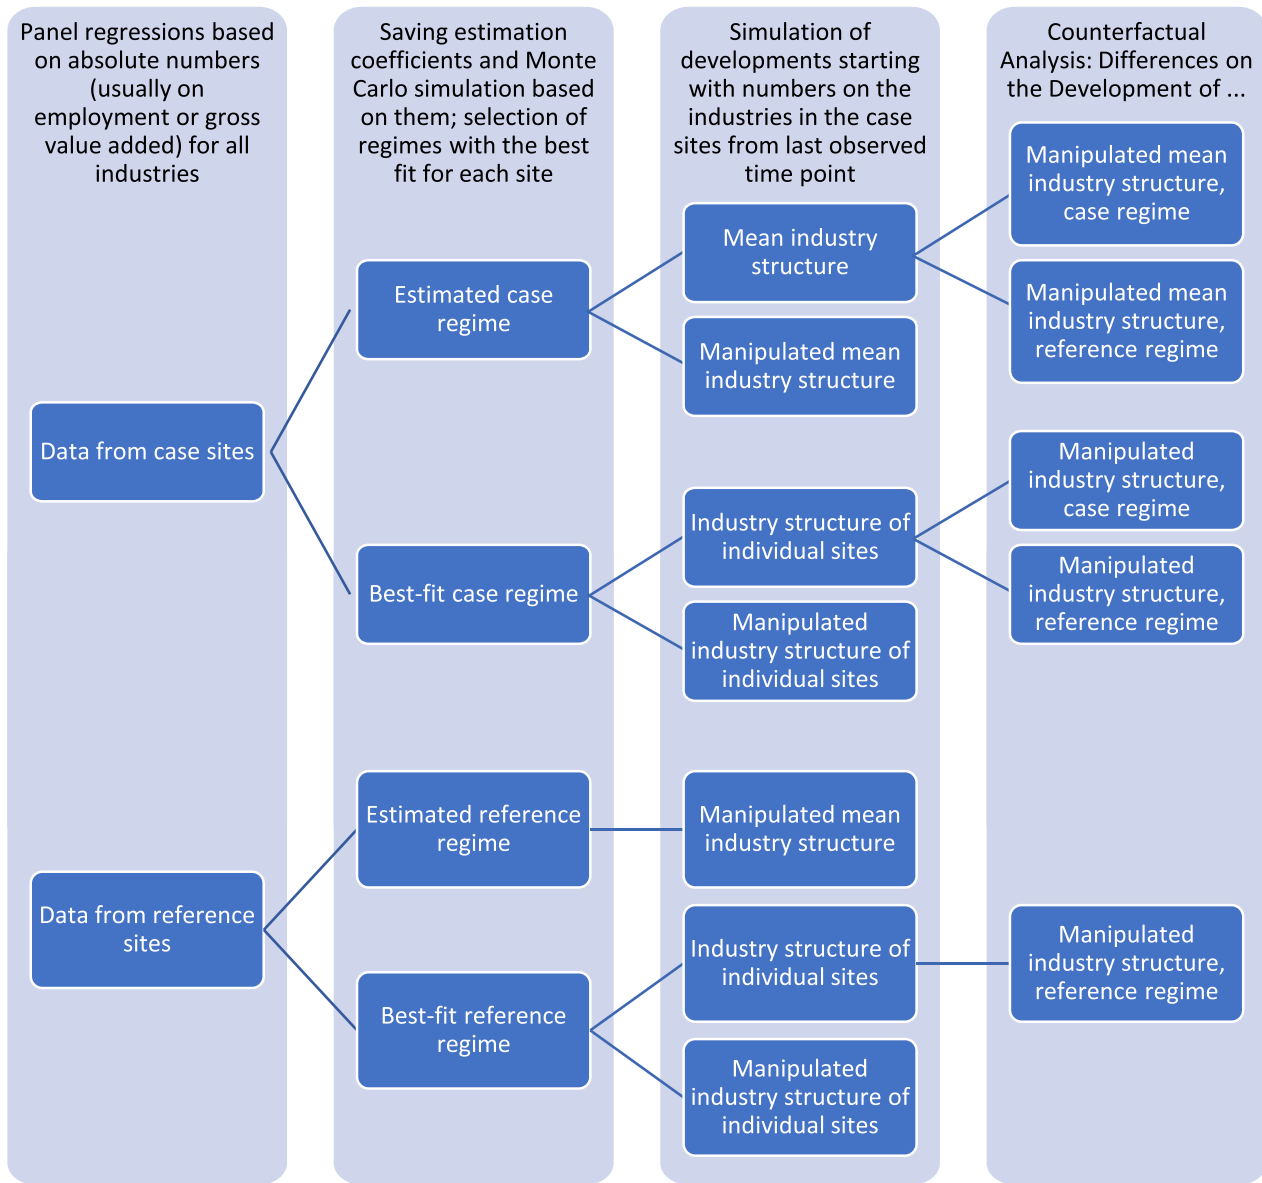 Panel regressions based
on absolute numbers
(usually on
employment or gross
value added) for all
industries
Data from case sites
Data from reference
sites
Saving estimation
coefficients and Monte
Carlo simulation based
on them; selection of
regimes with the best
fit for each site
Estimated case
regime
Best-fit case regime
Estimated reference
regime
Best-fit reference
regime
Simulation of
developments starting
with numbers on the
industries in the case
sites from last observed
time point
Mean industry
structure
Manipulated mean
industry structure
Industry structure of
individual sites
Manipulated
industry structure of
individual sites
Manipulated mean
industry structure
Industry structure of
individual sites
Manipulated
industry structure of
individual sites
Counterfactual
Analysis: Differences on
the Development of ...
Manipulated mean
industry structure,
case regime
Manipulated mean
industry structure,
reference regime
Manipulated
industry structure,
case regime
Manipulated
industry structure,
reference regime
Manipulated
industry structure,
reference regime